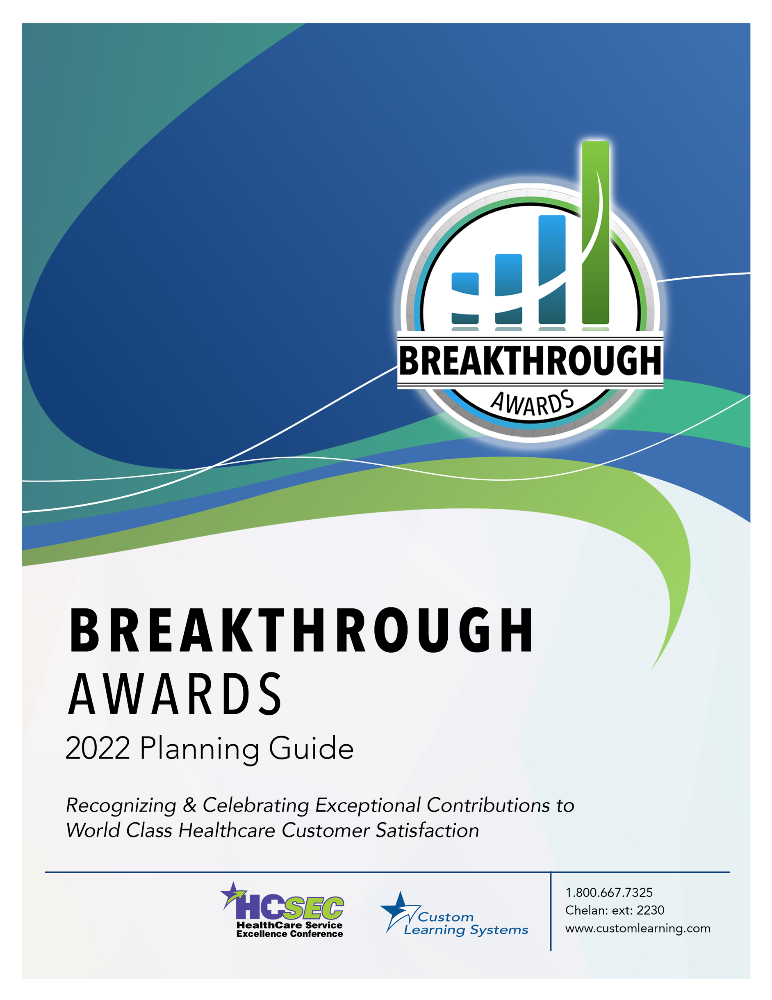 BREAKTHROUGH
AWARDS
BREAKTHROUGH
AWARDS
2022 Planning Guide
Recognizing & Celebrating Exceptional Contributions to
World Class Healthcare Customer Satisfaction
HCSEC
HealthCare Service
Excellence Conference
Custom
Learning Systems
1.800.667.7325
Chelan: ext: 2230
www.customlearning.com